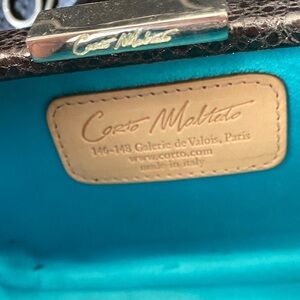 Corto Moltedo
Corto Moltedo
146-148 Galerie de Valois, Paris
www.corto.com
made in italy